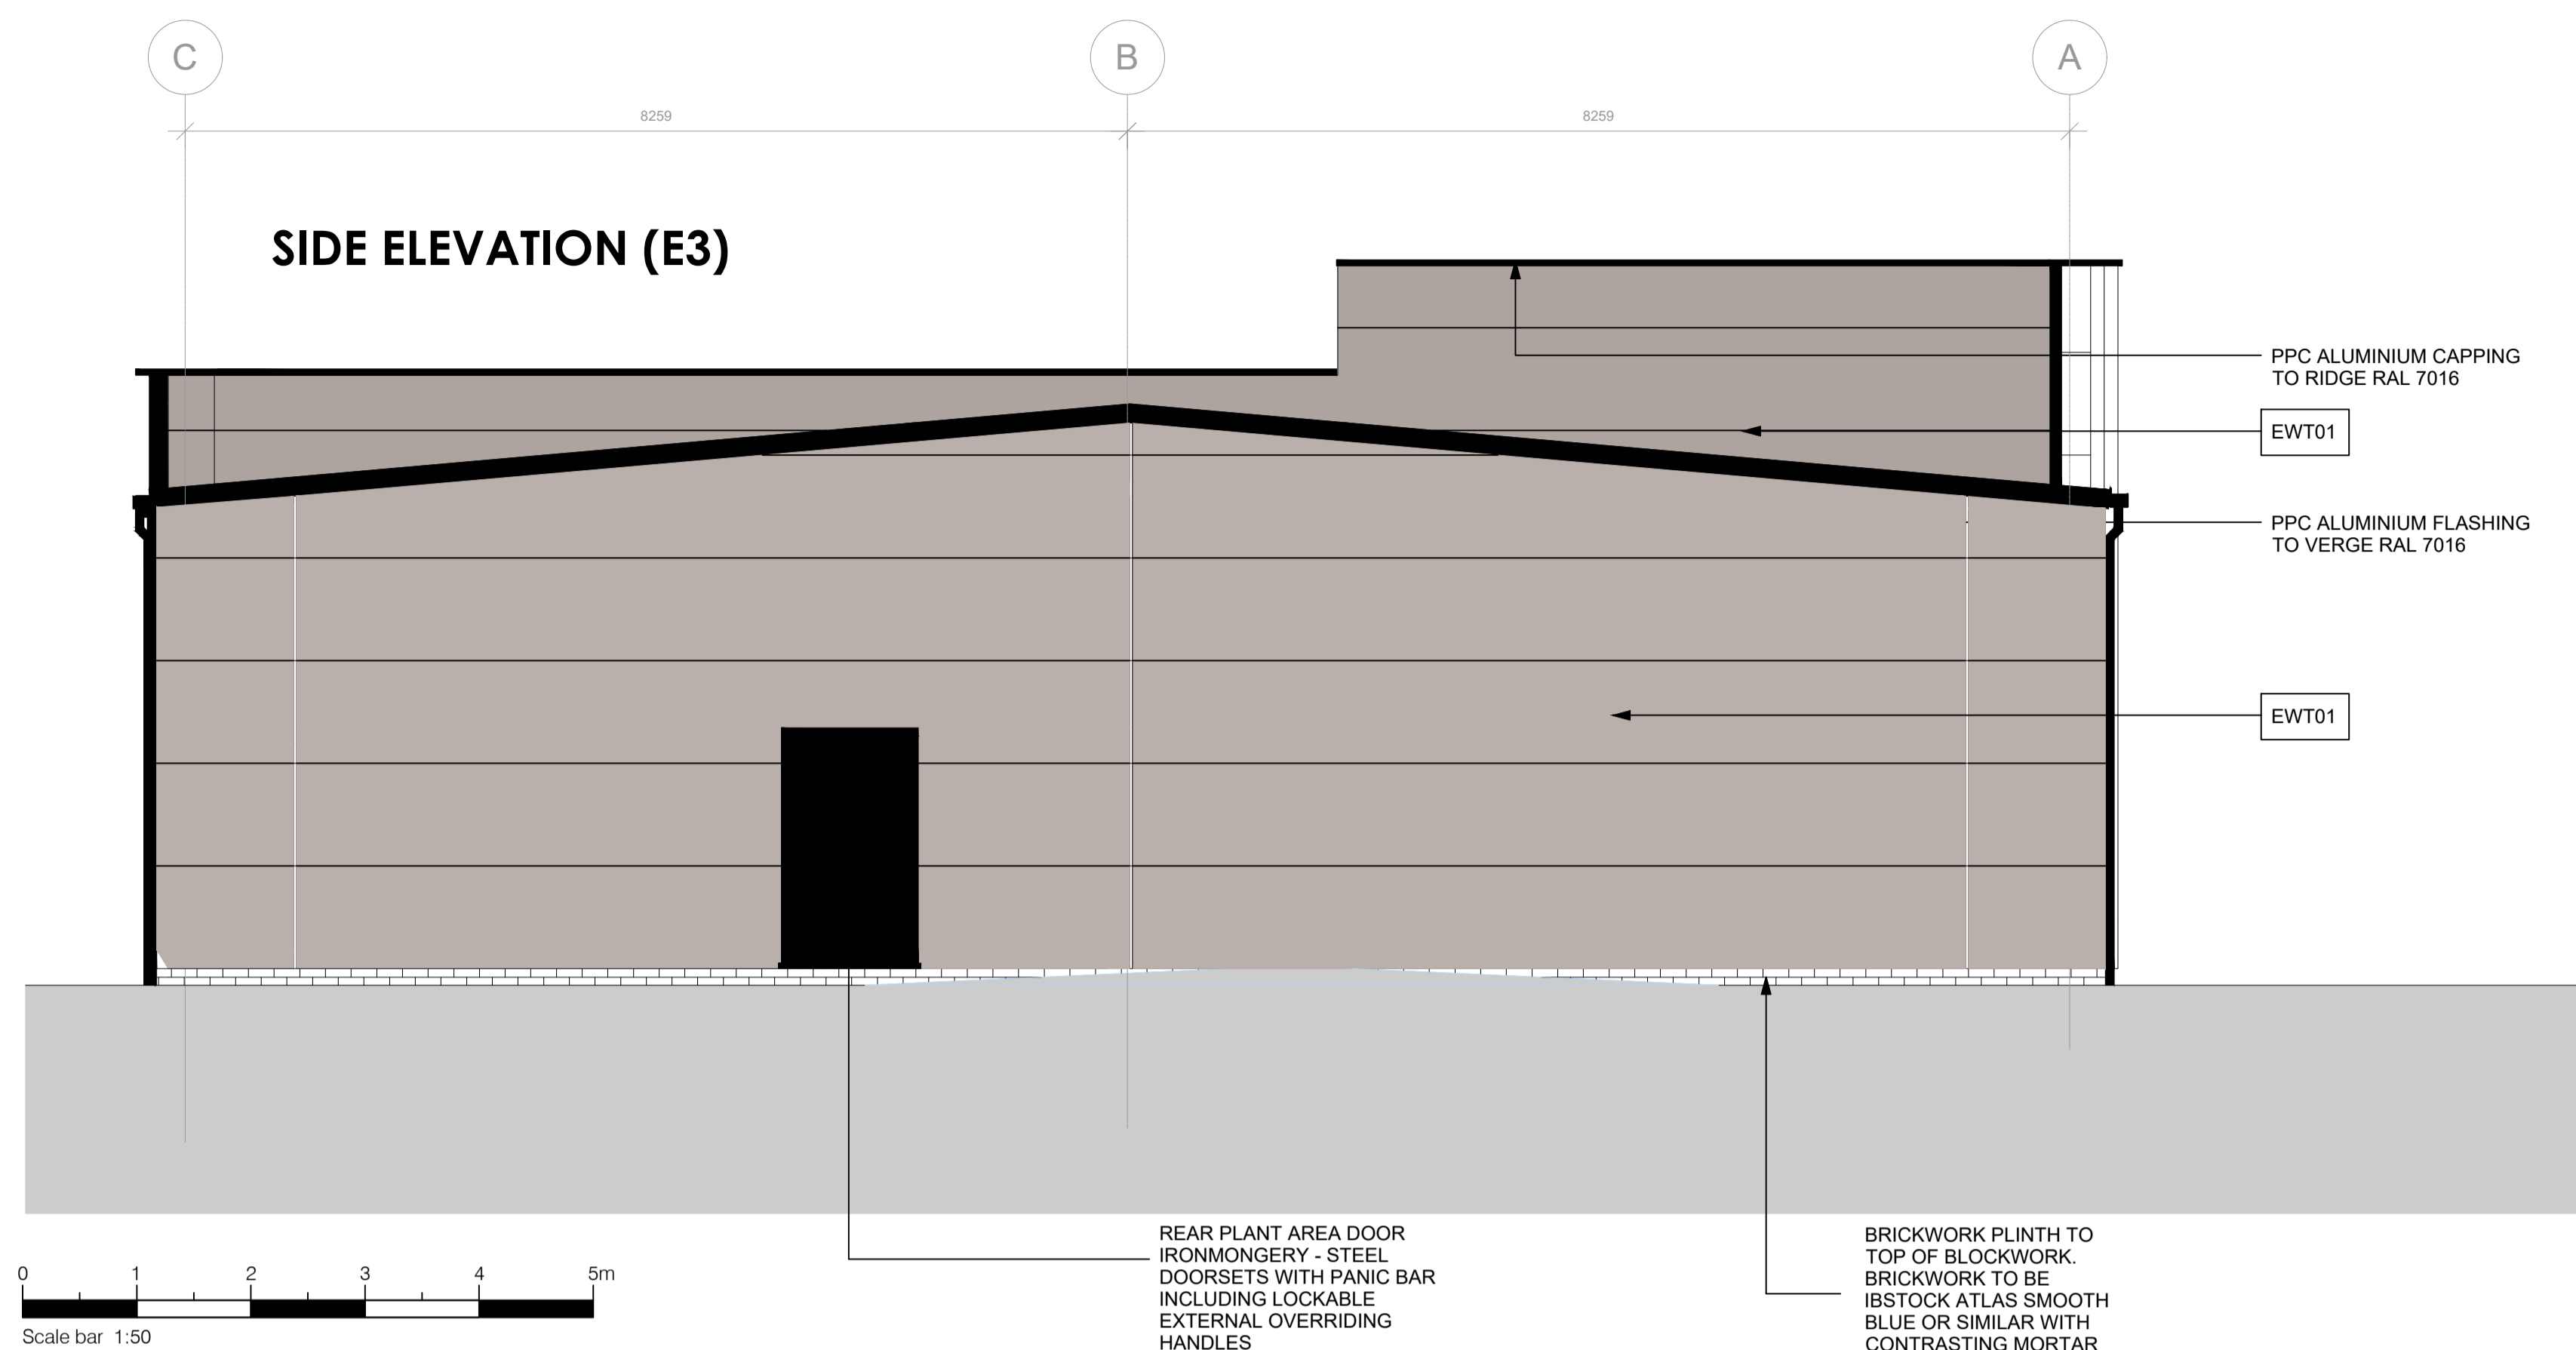 C
B
A
8259
8259
SIDE ELEVATION (E3)
PPC ALUMINIUM CAPPING
TO RIDGE RAL 7016
EWT01
PPC ALUMINIUM FLASHING
TO VERGE RAL 7016
EWT01
REAR PLANT AREA DOOR
IRONMONGERY - STEEL
DOORSETS WITH PANIC BAR
INCLUDING LOCKABLE
EXTERNAL OVERRIDING
HANDLES
BRICKWORK PLINTH TO
TOP OF BLOCKWORK.
BRICKWORK TO BE
IBSTOCK ATLAS SMOOTH
BLUE OR SIMILAR WITH
CONTRASTING MORTAR
0 1 2 3 4 5m
Scale bar 1:50